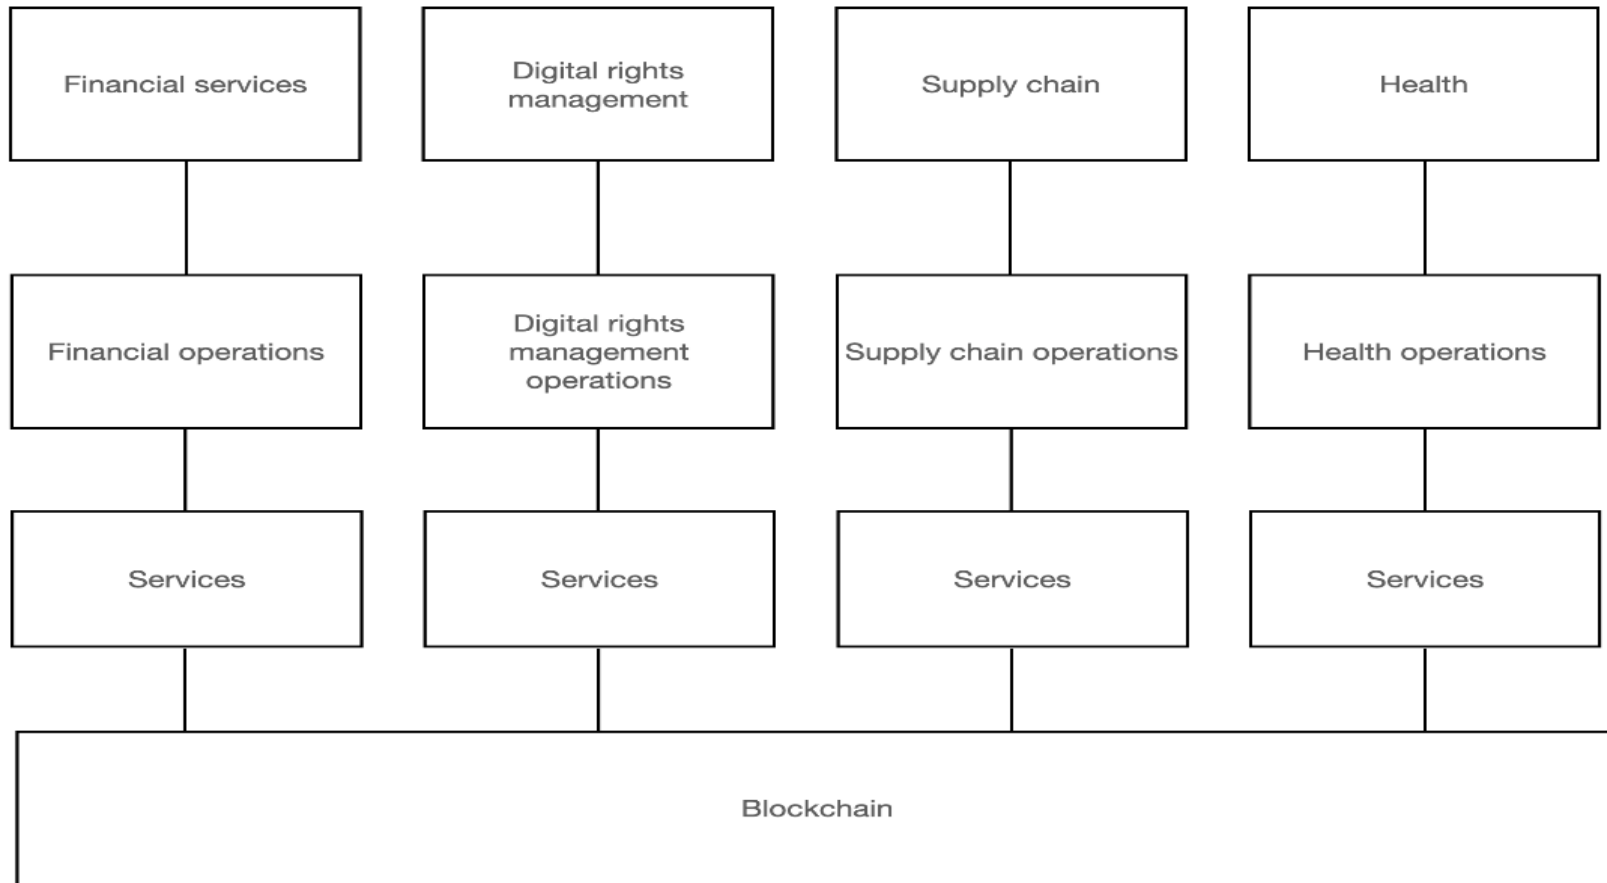 Financial services
Digital rights
management
Supply chain
Health
Financial operations
Digital rights
management
operations
Supply chain operations
Health operations
Services
Services
Services
Services
Blockchain